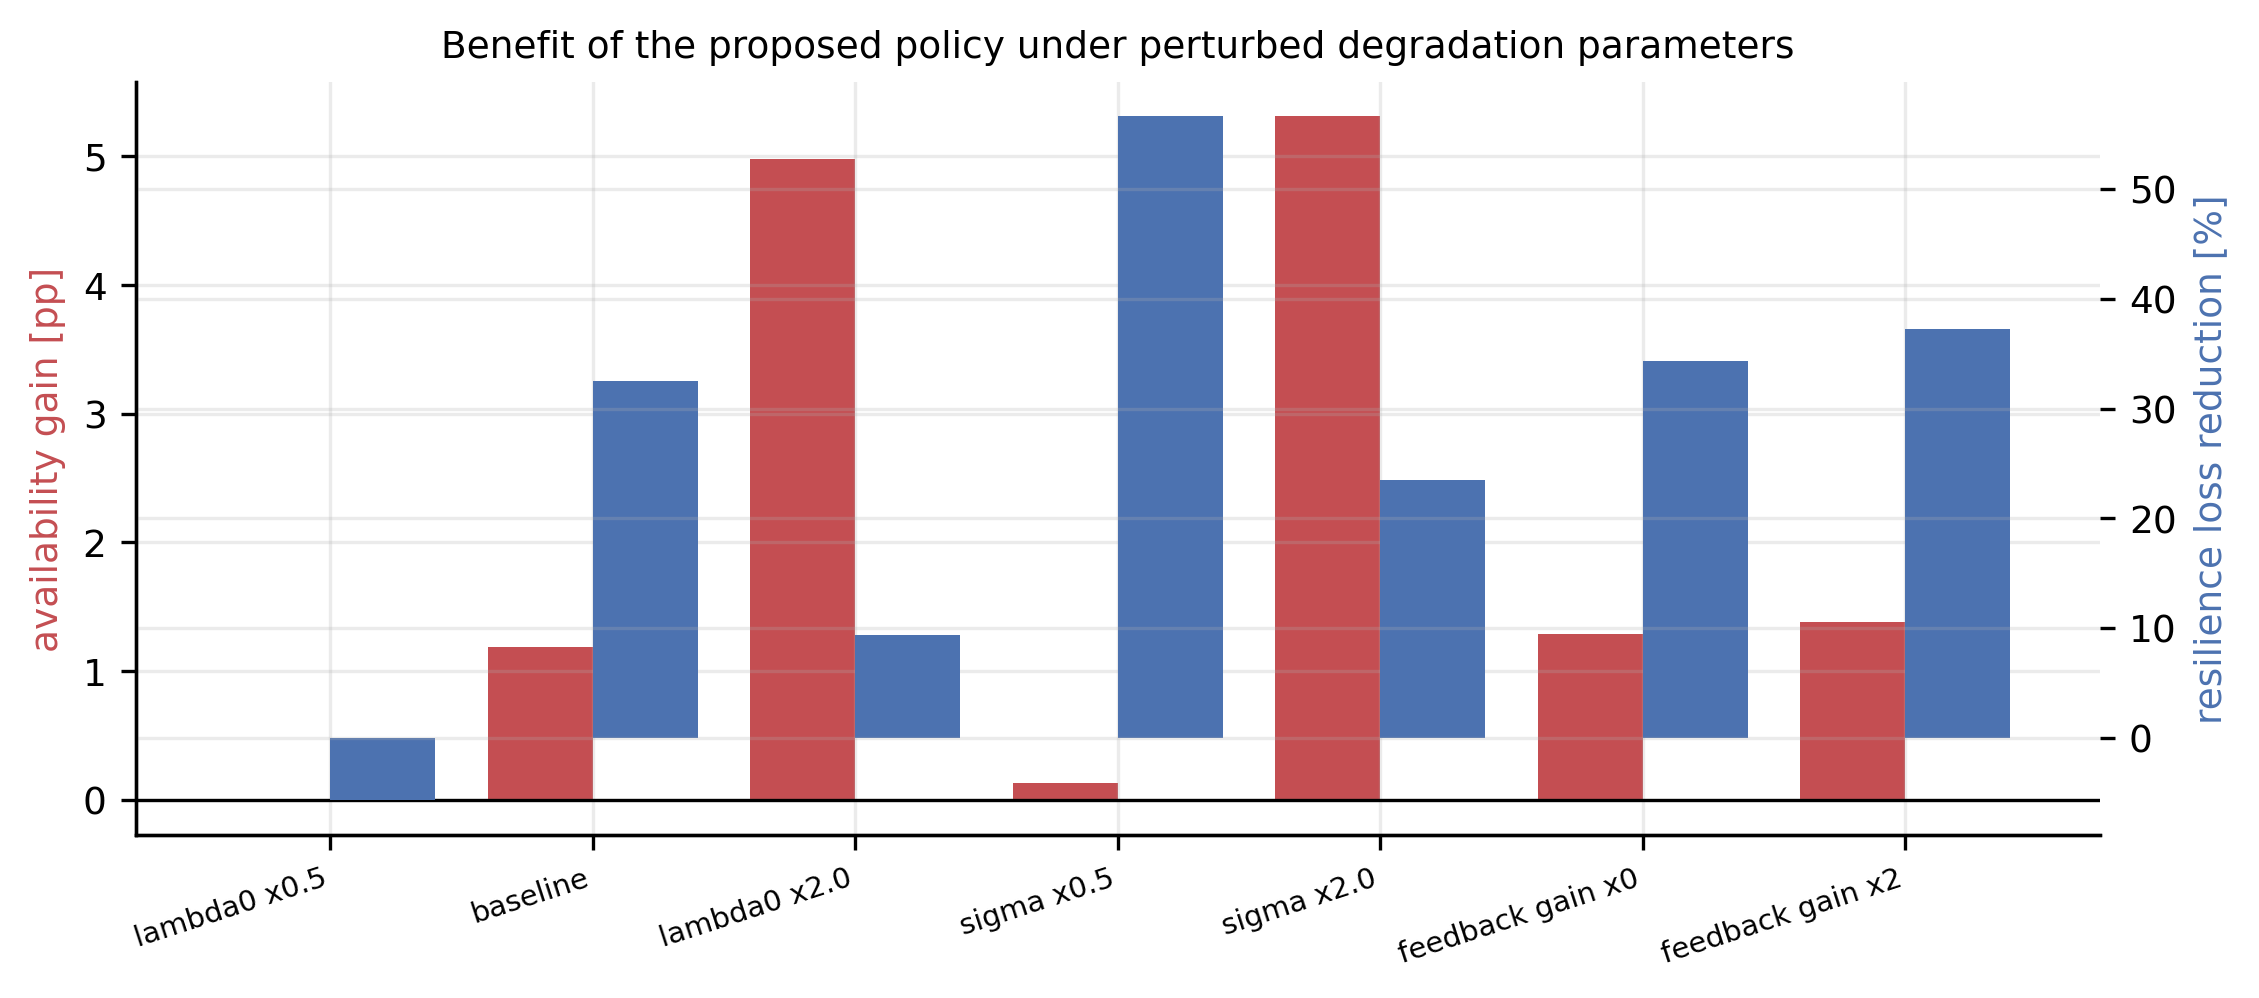 Benefit of the proposed policy under perturbed degradation parameters
availability gain [pp]
5
4
3
2
1
0
50
40
30
20
10
0
resilience loss reduction [%]
lambda0 x0.5
baseline
lambda0 x2.0
sigma x0.5
sigma x2.0
feedback gain x0
feedback gain x2